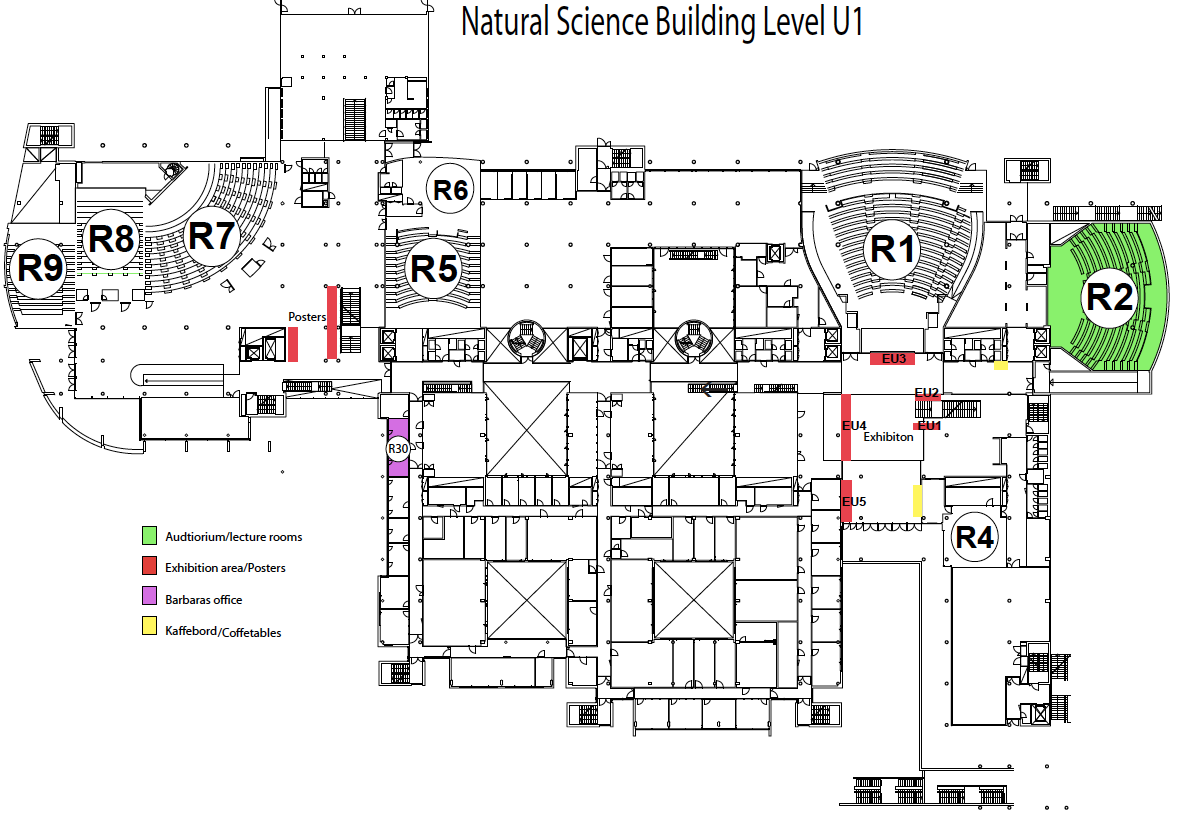 Natural Science Building Level U1
R6
R8
R7
R1
R9
R5
R2
Posters
EU3
EU2
EU4
EU1
Exhibiton
R30
EU5
R4
Audtiorium/lecture rooms
Exhibition area/Posters
Barbaras office
Kaffebord/Coffetables